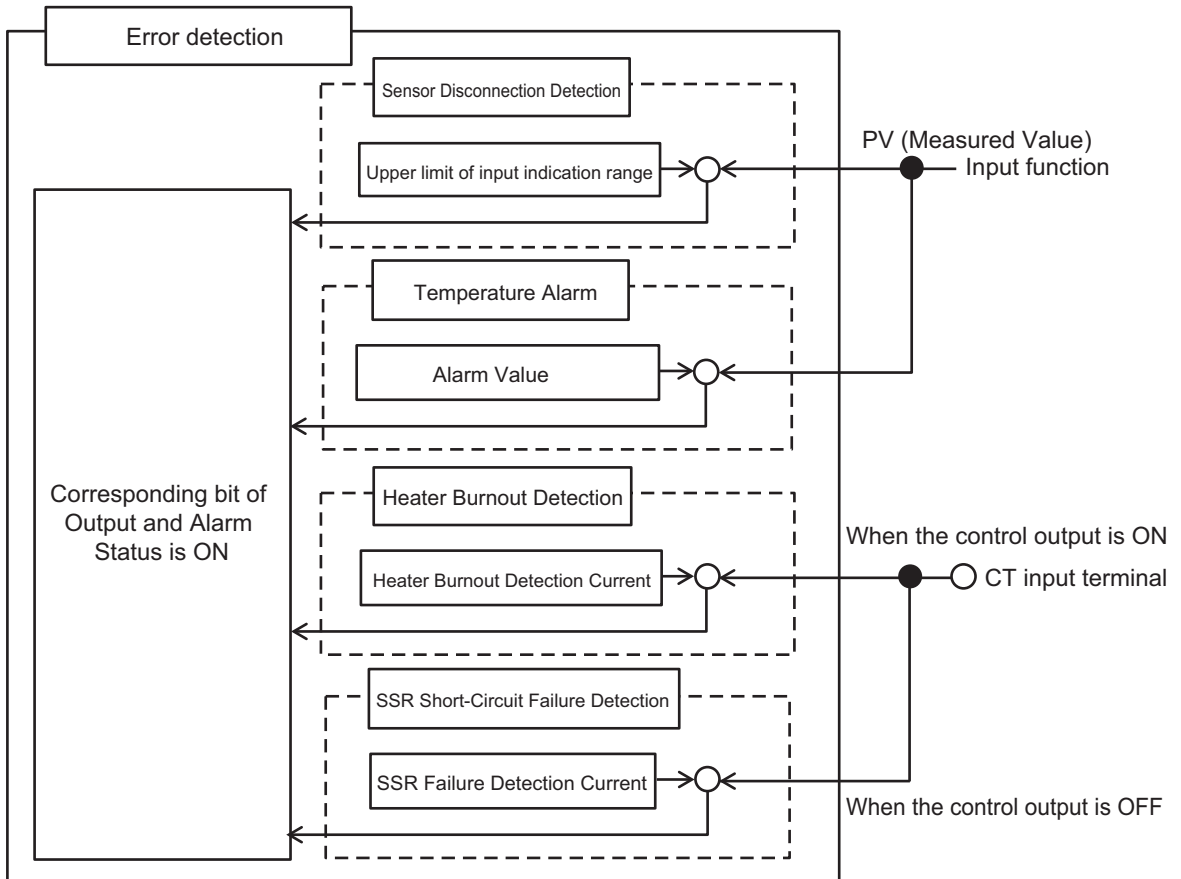 Error detection
Sensor Disconnection Detection
Upper limit of input indication range
PV (Measured Value)
Input function
Temperature Alarm
Alarm Value
Corresponding bit of
Output and Alarm
Status is ON
Heater Burnout Detection
Heater Burnout Detection Current
When the control output is ON
CT input terminal
SSR Short-Circuit Failure Detection
SSR Failure Detection Current
When the control output is OFF